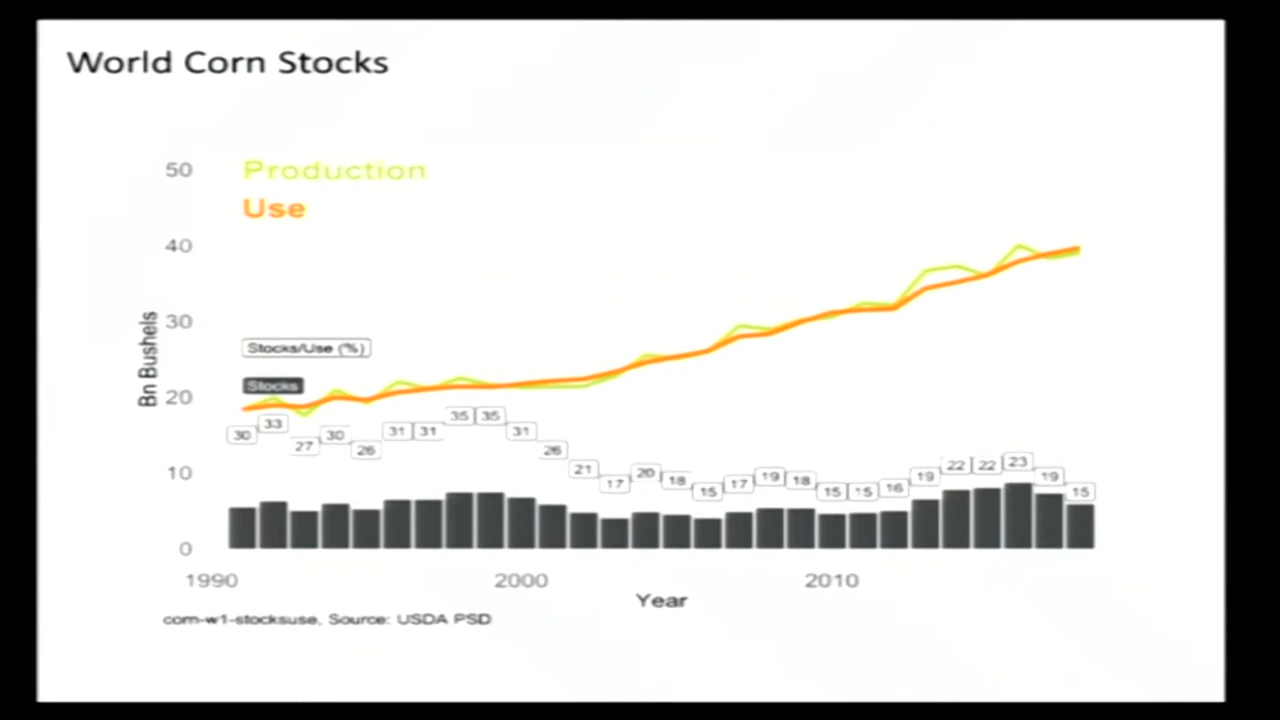 World Corn Stocks
50
Production
Use
40
Bn Bushels
30
Stocks/Use (%)
Stocks
20
30 33 27 30 26 31 31 35 35 31 26 21 17 20 18 15 17 19 18 15 15 16 19 22 22 23 19 15
10
0
1990 2000 2010
Year
corn-w1-stocksuse, Source: USDA PSD